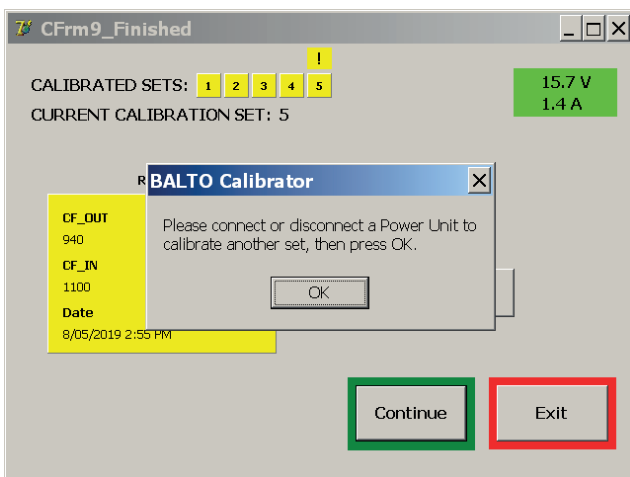 CFrm9_Finished
!
CALIBRATED SETS: 1 2 3 4 5
15.7 V
1.4 A
CURRENT CALIBRATION SET: 5
R
BALTO Calibrator
Please connect or disconnect a Power Unit to
calibrate another set, then press OK.
OK
CF_OUT
940
CF_IN
1100
Date
8/05/2019 2:55 PM
Continue
Exit